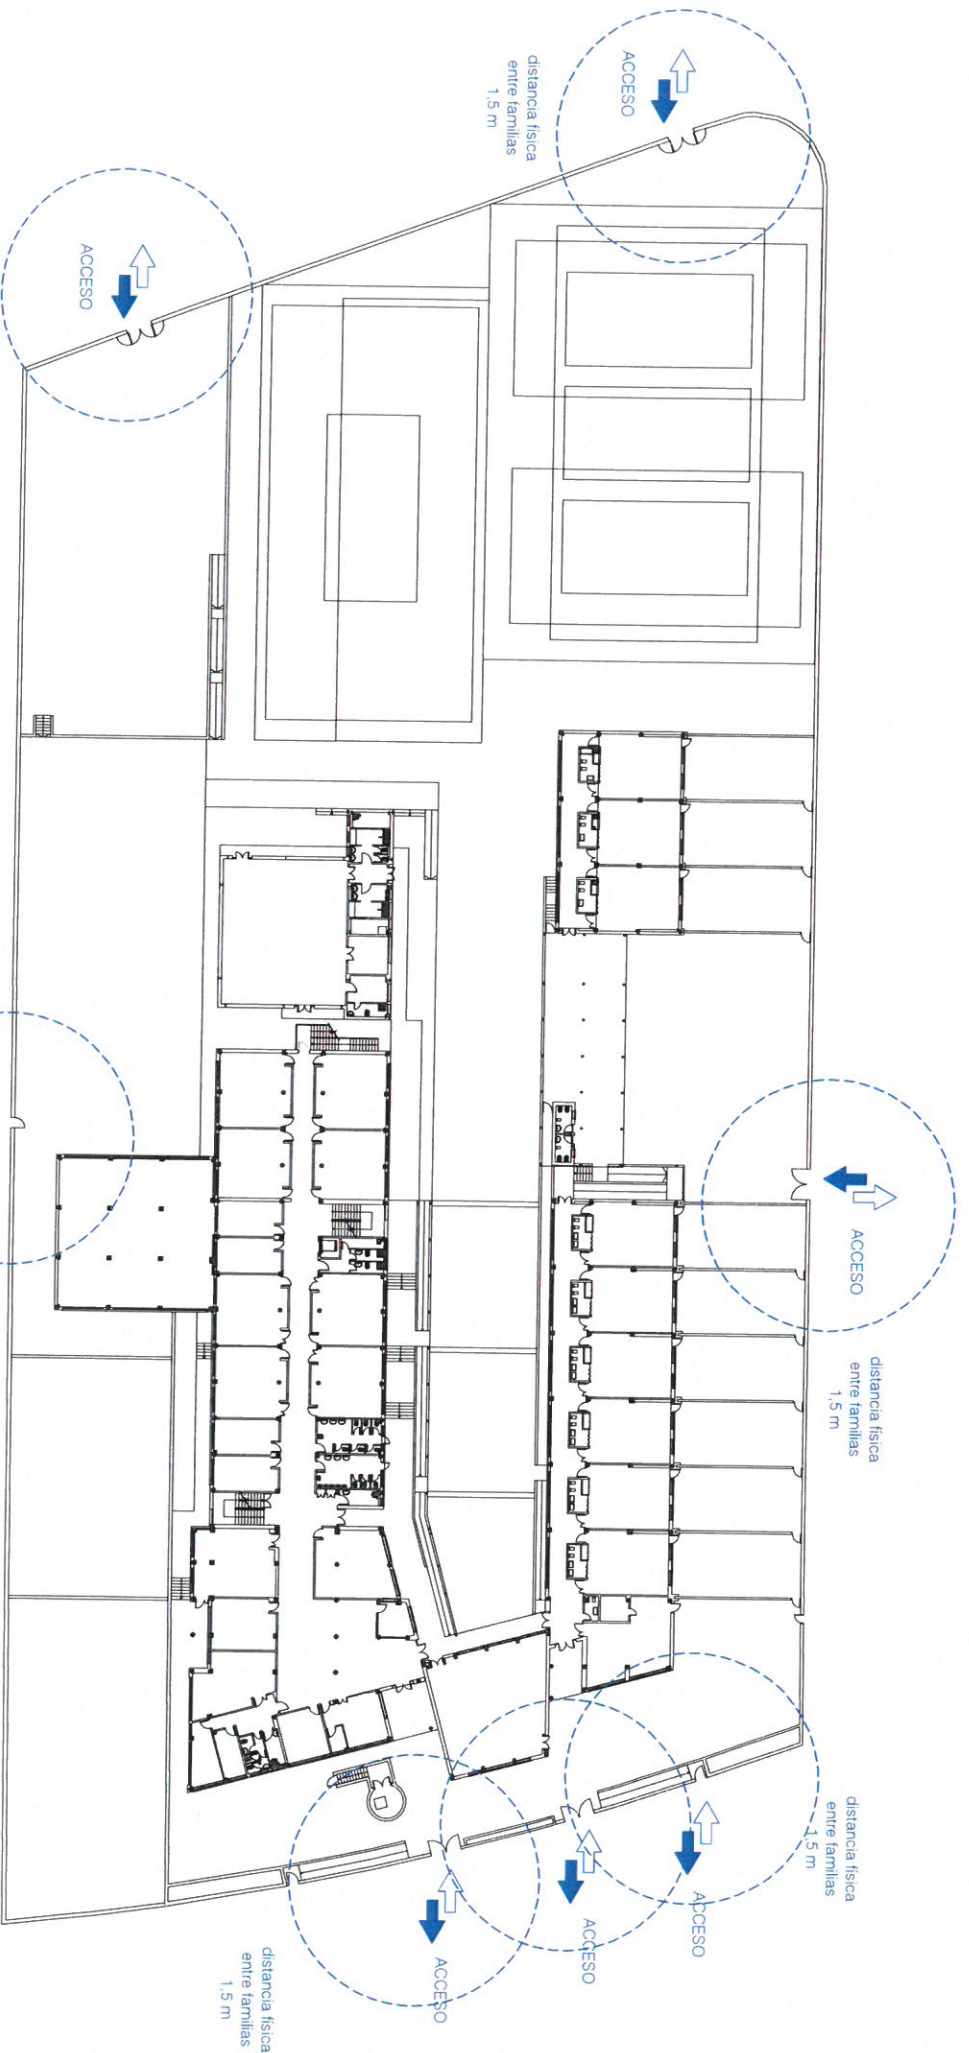 ACCESO
distancia física
entre familias
1,5 m
ACCESO
ACCESO
distancia física
entre familias
1,5 m
distancia física
entre familias
1,5 m
ACCESO
ACCESO
ACCESO
distancia física
entre familias
1,5 m